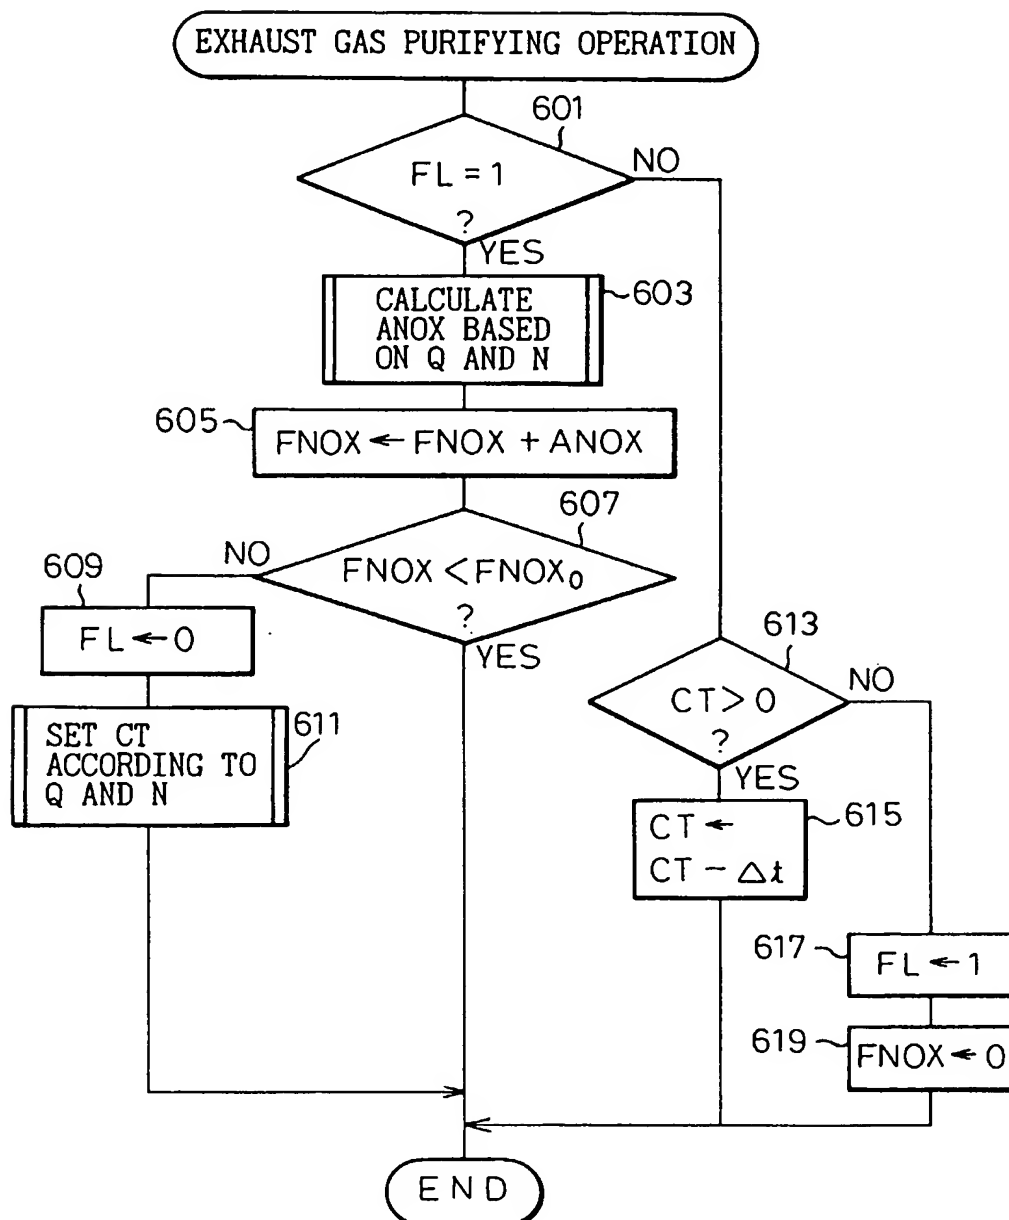 EXHAUST GAS PURIFYING OPERATION
601
FL = 1
?
NO
YES
CALCULATE
ANOX BASED
ON Q AND N
603
605
FNOX ← FNOX + ANOX
607
NO
FNOX < FNOX₀
?
YES
609
FL ← 0
611
SET CT
ACCORDING TO
Q AND N
613
CT > 0
?
NO
YES
CT ←
CT − Δt
615
617
FL ← 1
619
FNOX ← 0
END